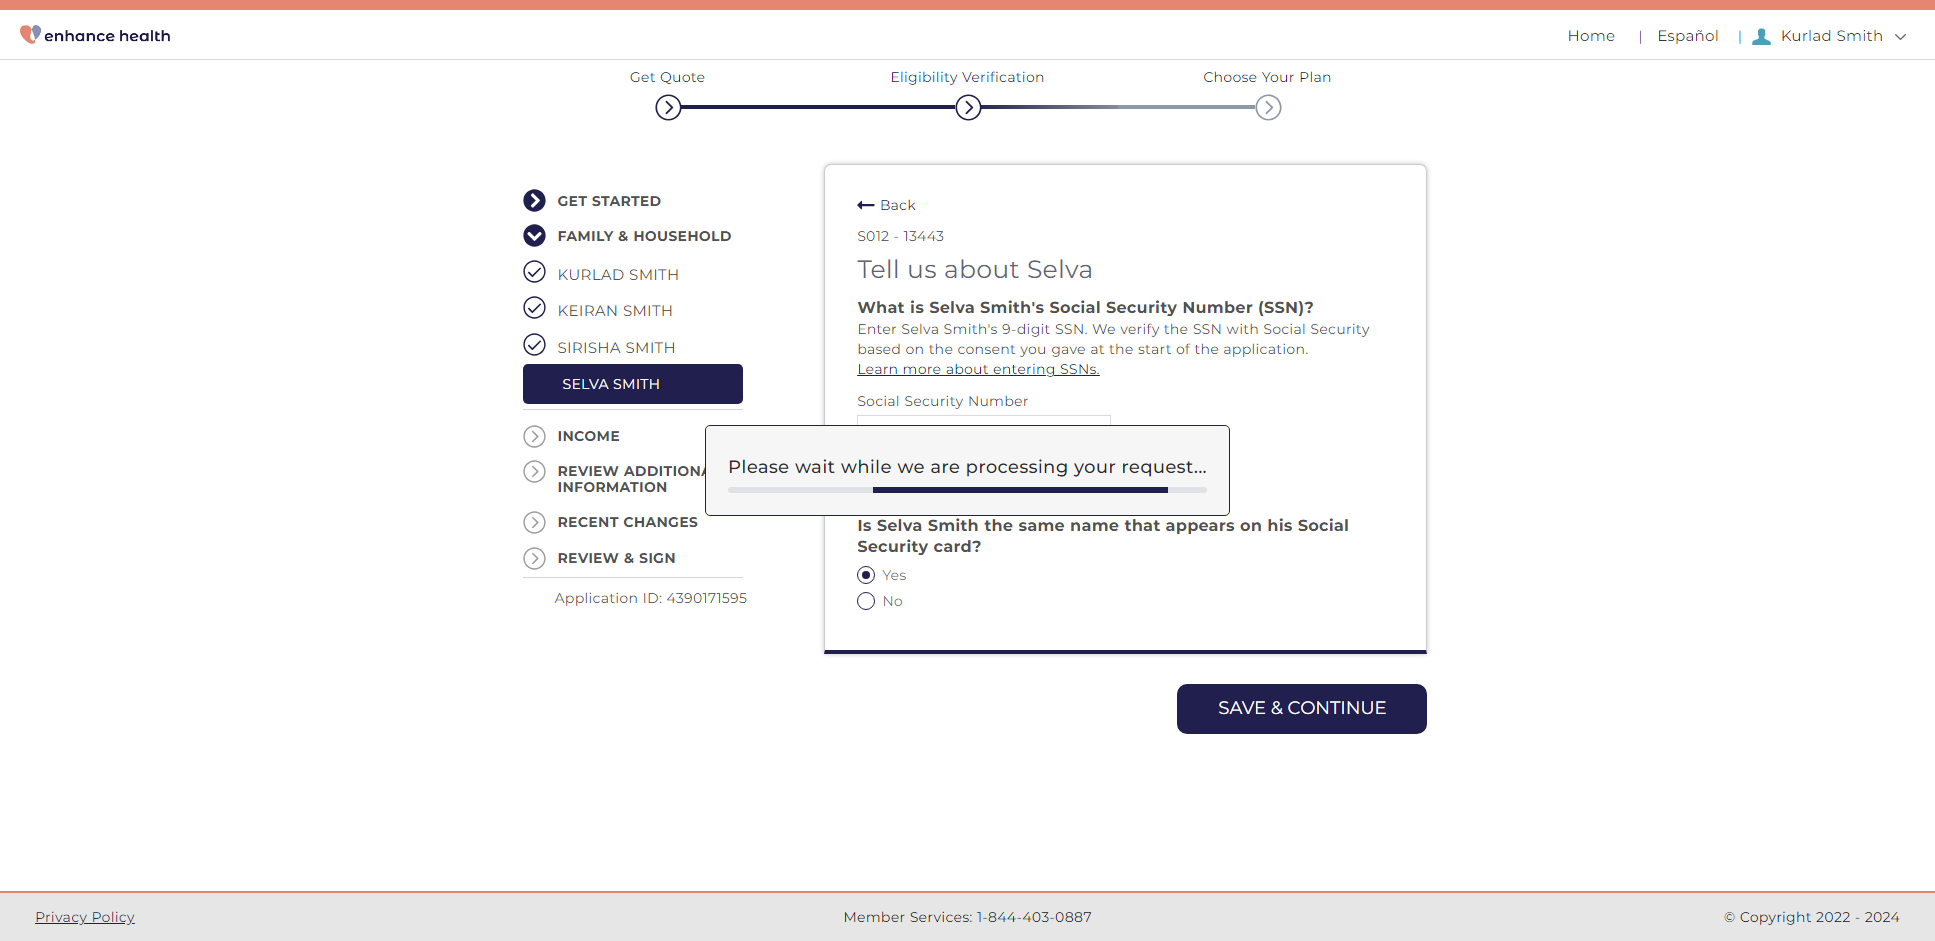 enhance health
Home | Español | Kurlad Smith
Get Quote
Eligibility Verification
Choose Your Plan
GET STARTED
FAMILY & HOUSEHOLD
KURLAD SMITH
KEIRAN SMITH
SIRISHA SMITH
SELVA SMITH
INCOME
REVIEW ADDITIONA
INFORMATION
RECENT CHANGES
REVIEW & SIGN
Application ID: 4390171595
Back
S012 - 13443
Tell us about Selva
What is Selva Smith's Social Security Number (SSN)?
Enter Selva Smith's 9-digit SSN. We verify the SSN with Social Security
based on the consent you gave at the start of the application.
Learn more about entering SSNs.
Social Security Number
Please wait while we are processing your request...
Is Selva Smith the same name that appears on his Social
Security card?
Yes
No
SAVE & CONTINUE
Privacy Policy
Member Services: 1-844-403-0887
© Copyright 2022 - 2024